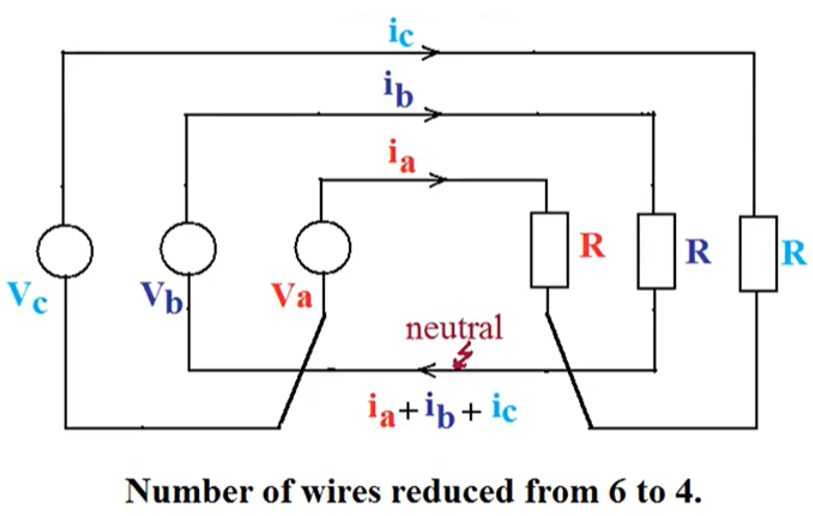 ic
ib
ia
R R R
Vc Vb Va
neutral
ia+ib+ ic
Number of wires reduced from 6 to 4.